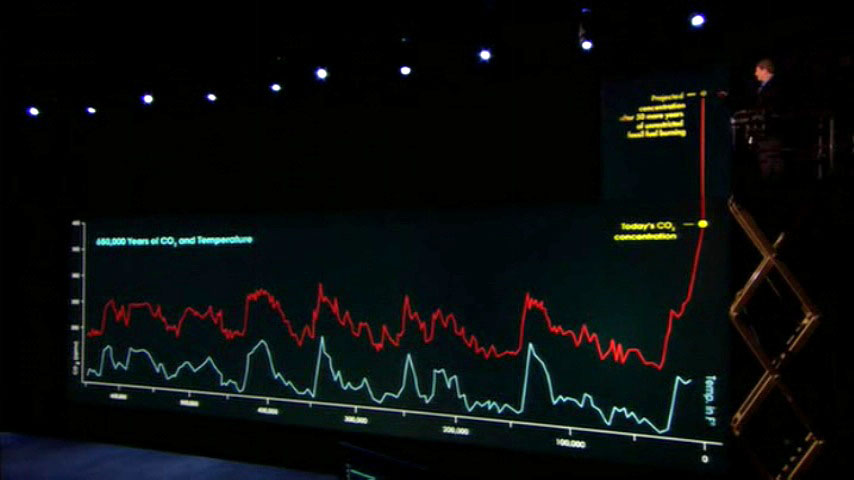 Projected
concentration
after 50 more years
of unrestricted
fossil fuel burning
Today's CO₂
concentration
650,000 Years of CO₂ and Temperature
Temp. in F°
300,000
200,000
100,000
0